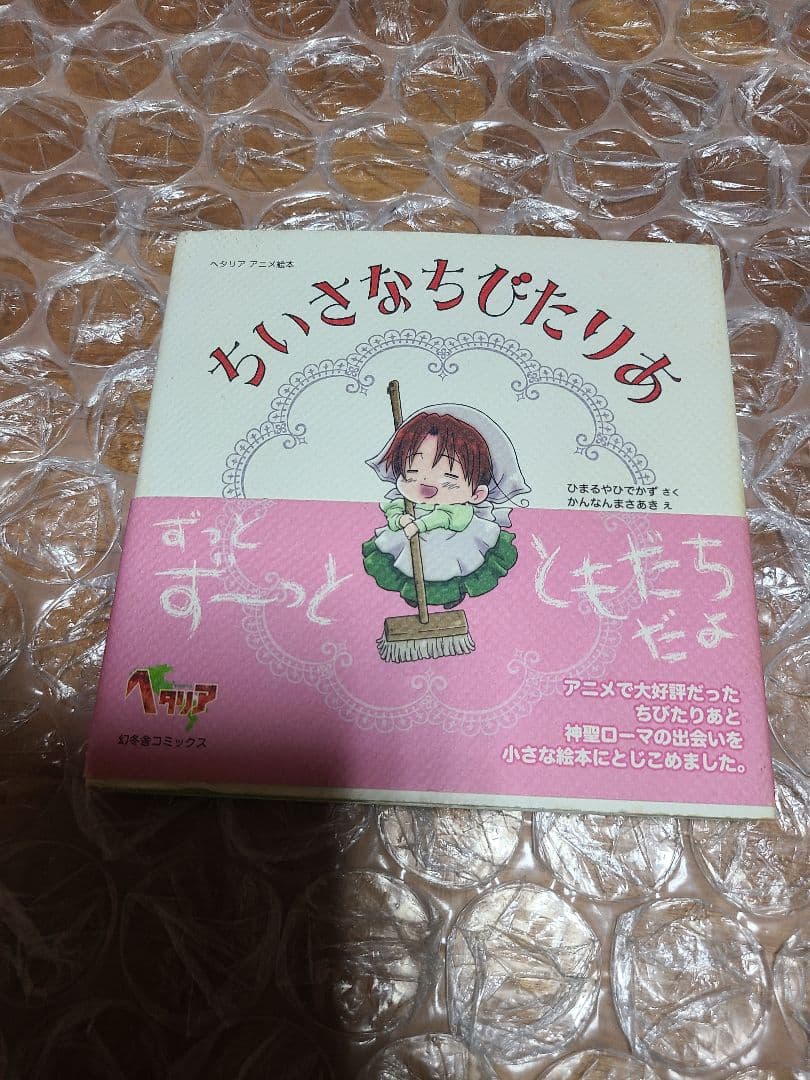 ヘタリア アニメ絵本
ちいさなちびたりあ
ひまるやひでかず さく
かんなんまさあき え
ずっと
ずーっと
ともだち
だよ
ヘタリア
幻冬舎コミックス
アニメで大好評だった
ちびたりあと
神聖ローマの出会いを
小さな絵本にとじこめました。